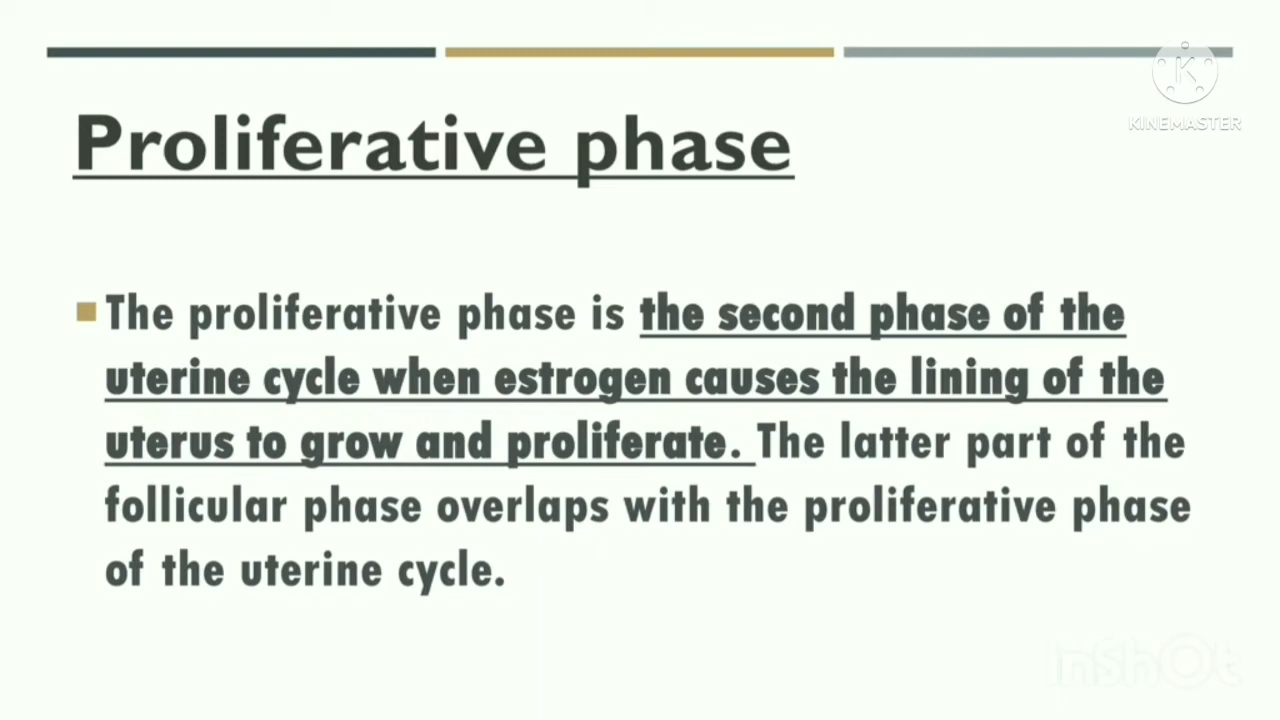 KINEMASTER
Proliferative phase
The proliferative phase is the second phase of the
uterine cycle when estrogen causes the lining of the
uterus to grow and proliferate. The latter part of the
follicular phase overlaps with the proliferative phase
of the uterine cycle.
InShOt